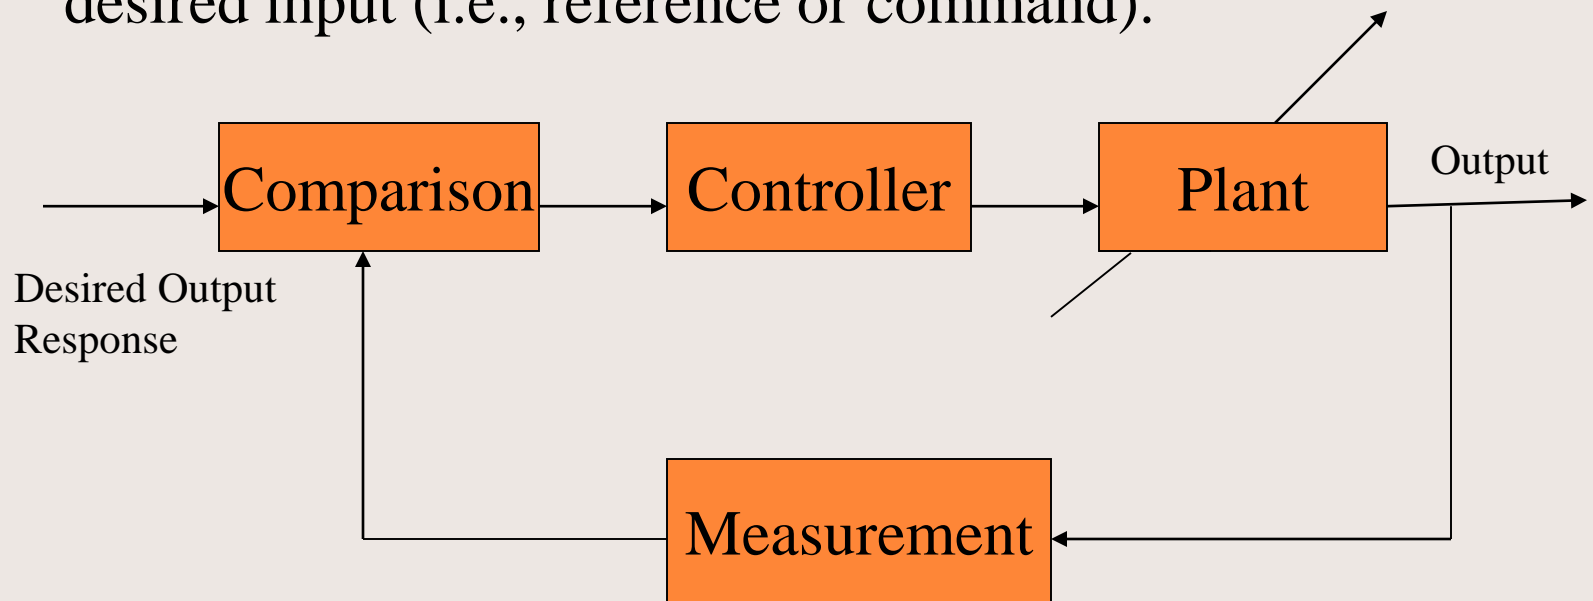 desired input (i.e., reference or command).
Comparison
Controller
Plant
Output
Desired Output
Response
Measurement